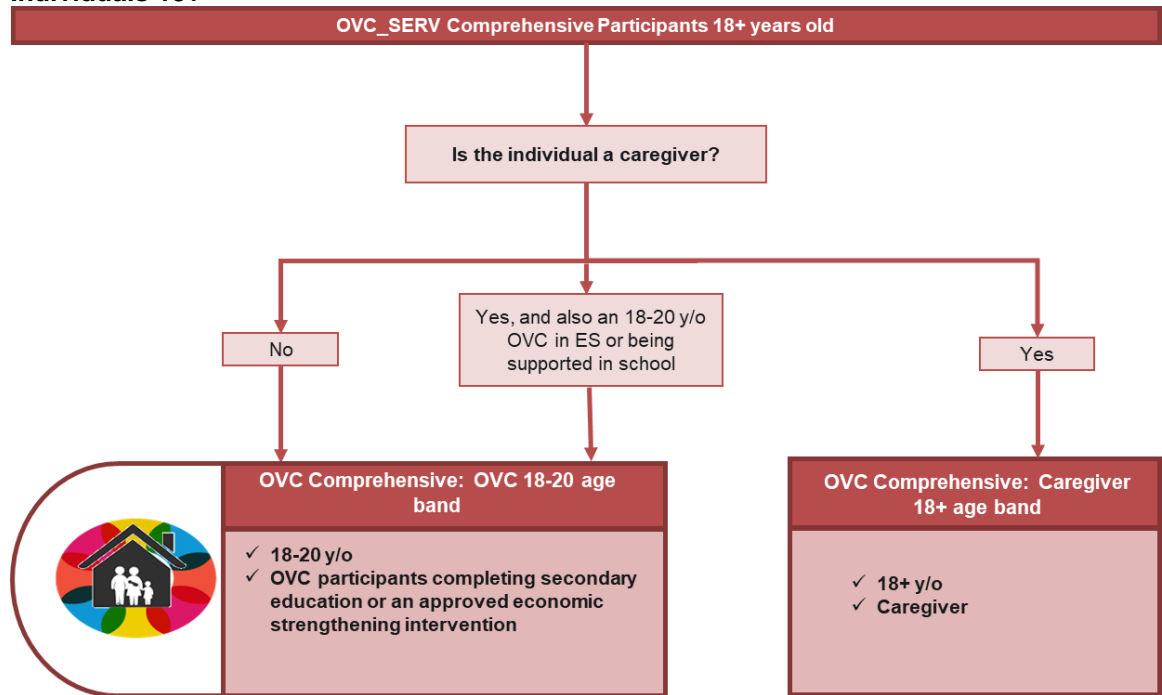 OVC_SERV Comprehensive Participants 18+ years old
Is the individual a caregiver?
No
Yes, and also an 18-20 y/o
OVC in ES or being
supported in school
Yes
OVC Comprehensive: OVC 18-20 age
band
✓ 18-20 y/o
✓ OVC participants completing secondary
education or an approved economic
strengthening intervention
OVC Comprehensive: Caregiver
18+ age band
✓ 18+ y/o
✓ Caregiver